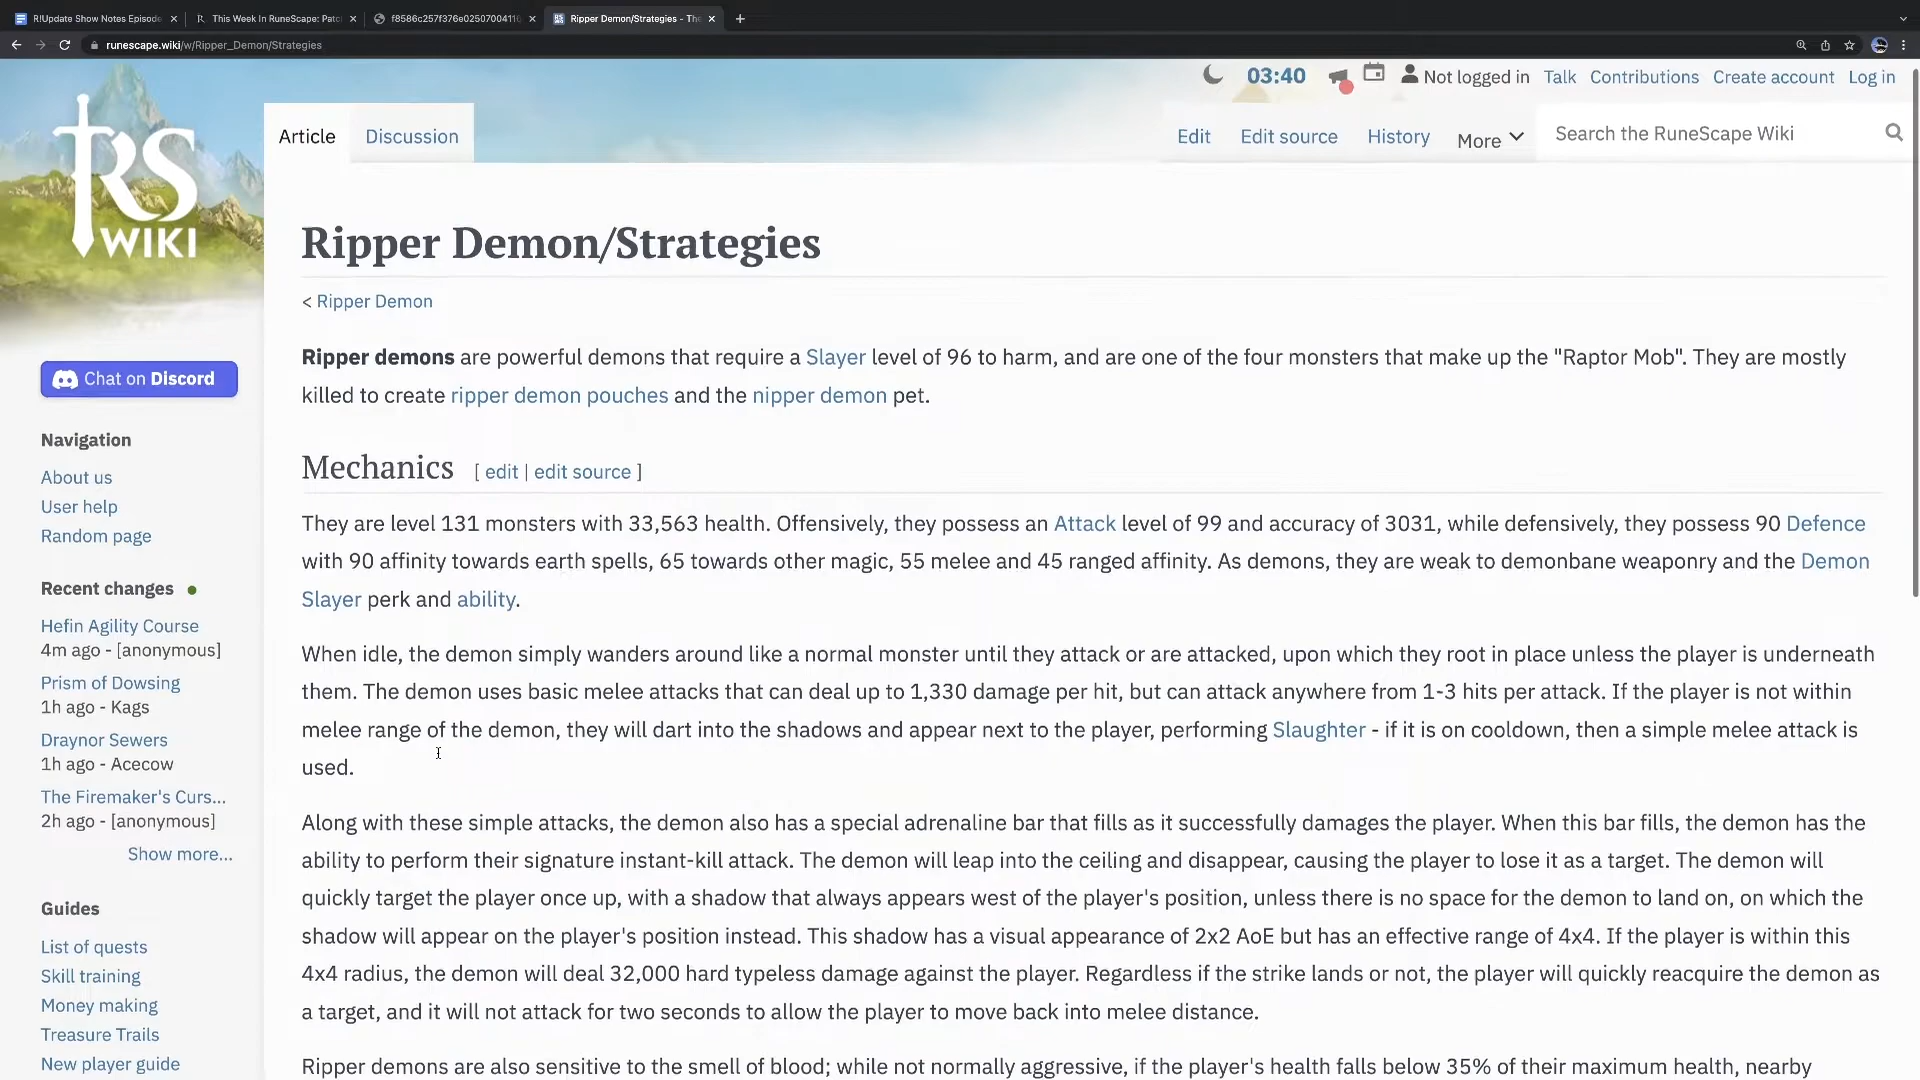 R!Update Show Notes Episode
This Week In RuneScape: Patc
f8586c257f376e0250700411
Ripper Demon/Strategies - The
runescape.wiki/w/Ripper_Demon/Strategies
03:40
Not logged in
Talk
Contributions
Create account
Log in
RS
WIKI
Article
Discussion
Edit
Edit source
History
More
Search the RuneScape Wiki
Ripper Demon/Strategies
< Ripper Demon
Ripper demons are powerful demons that require a Slayer level of 96 to harm, and are one of the four monsters that make up the "Raptor Mob". They are mostly
killed to create ripper demon pouches and the nipper demon pet.
Mechanics [ edit | edit source ]
They are level 131 monsters with 33,563 health. Offensively, they possess an Attack level of 99 and accuracy of 3031, while defensively, they possess 90 Defence
with 90 affinity towards earth spells, 65 towards other magic, 55 melee and 45 ranged affinity. As demons, they are weak to demonbane weaponry and the Demon
Slayer perk and ability.
When idle, the demon simply wanders around like a normal monster until they attack or are attacked, upon which they root in place unless the player is underneath
them. The demon uses basic melee attacks that can deal up to 1,330 damage per hit, but can attack anywhere from 1-3 hits per attack. If the player is not within
melee range of the demon, they will dart into the shadows and appear next to the player, performing Slaughter - if it is on cooldown, then a simple melee attack is
used.
Along with these simple attacks, the demon also has a special adrenaline bar that fills as it successfully damages the player. When this bar fills, the demon has the
ability to perform their signature instant-kill attack. The demon will leap into the ceiling and disappear, causing the player to lose it as a target. The demon will
quickly target the player once up, with a shadow that always appears west of the player's position, unless there is no space for the demon to land on, on which the
shadow will appear on the player's position instead. This shadow has a visual appearance of 2x2 AoE but has an effective range of 4x4. If the player is within this
4x4 radius, the demon will deal 32,000 hard typeless damage against the player. Regardless if the strike lands or not, the player will quickly reacquire the demon as
a target, and it will not attack for two seconds to allow the player to move back into melee distance.
Ripper demons are also sensitive to the smell of blood; while not normally aggressive, if the player's health falls below 35% of their maximum health, nearby
Chat on Discord
Navigation
About us
User help
Random page
Recent changes
Hefin Agility Course
4m ago - [anonymous]
Prism of Dowsing
1h ago - Kags
Draynor Sewers
1h ago - Acecow
The Firemaker's Curs...
2h ago - [anonymous]
Show more...
Guides
List of quests
Skill training
Money making
Treasure Trails
New player guide